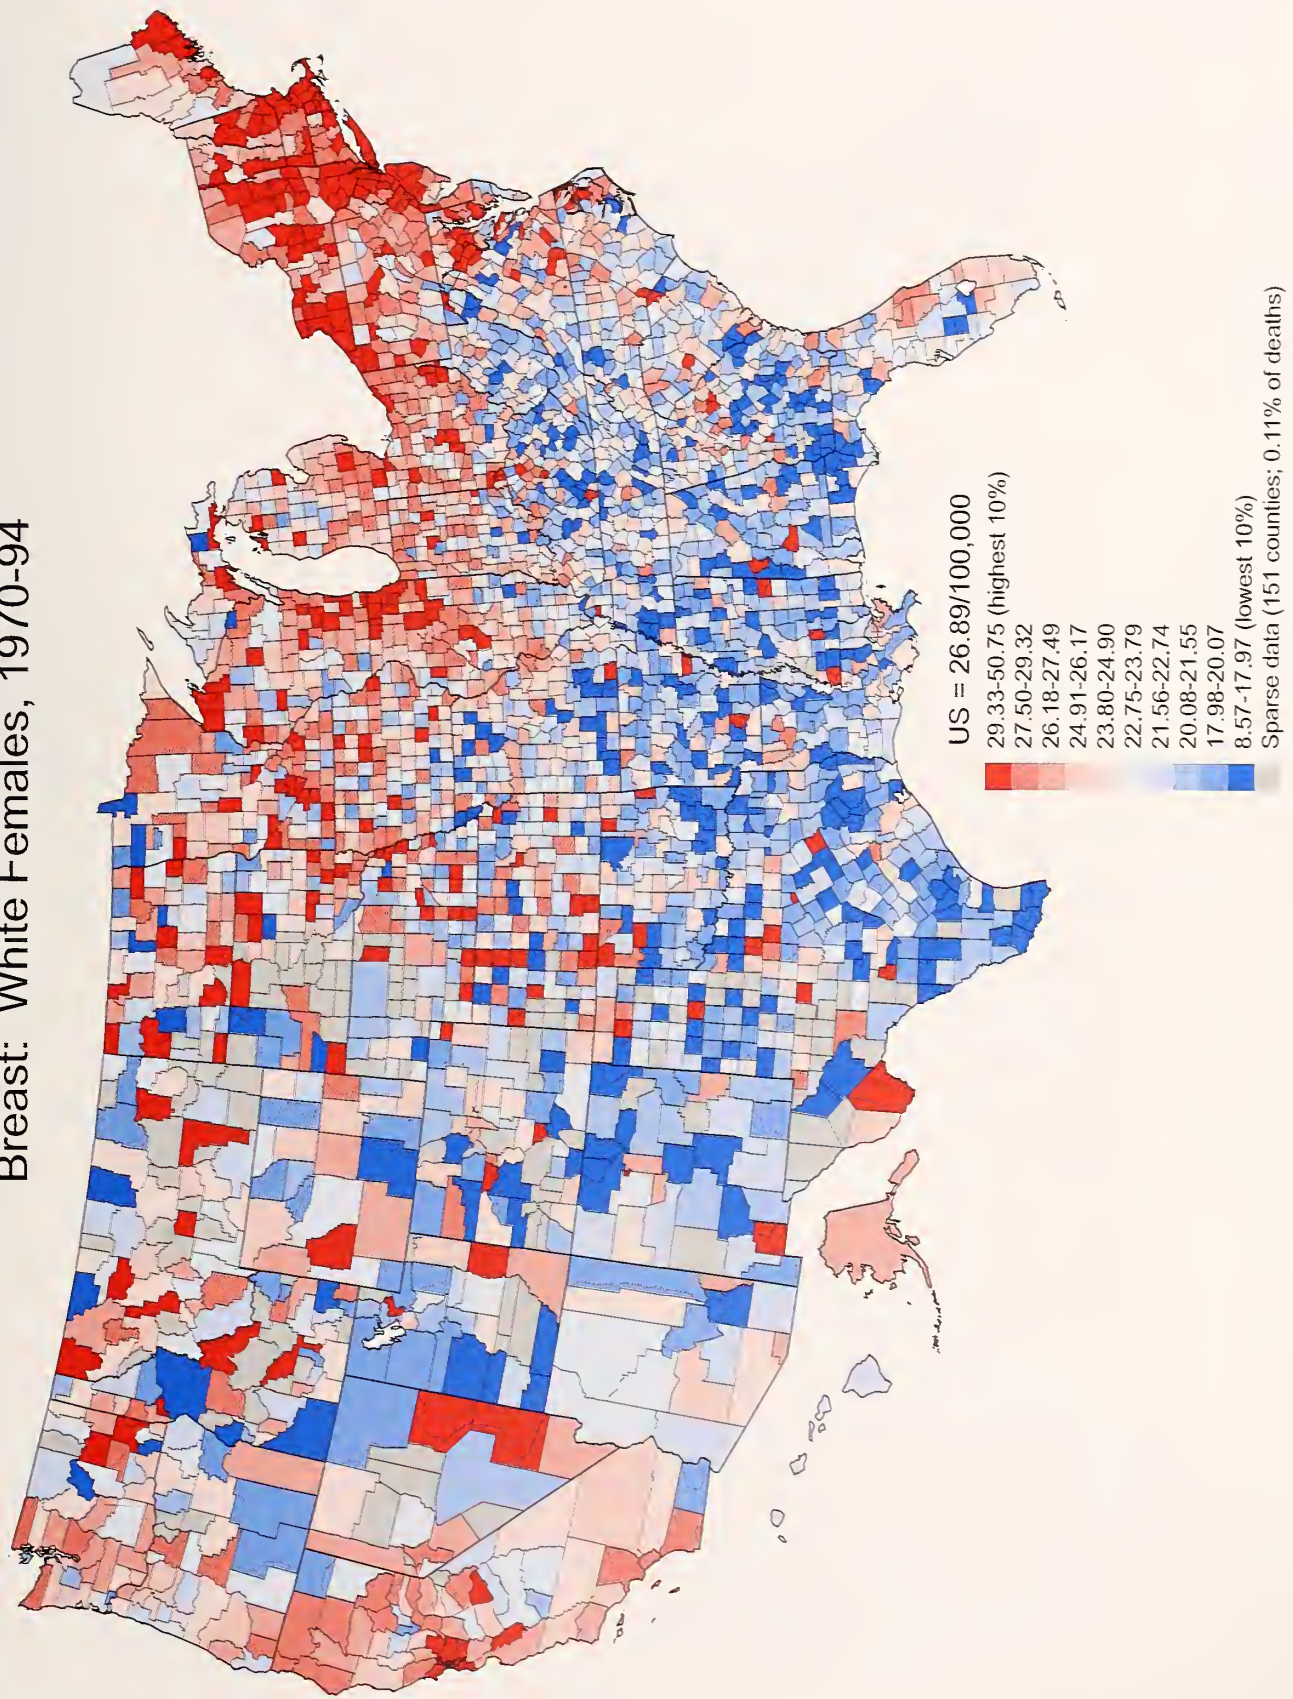 Breast: White Females, 1970-94
US = 26.89/100,000
29.33-50.75 (highest 10%)
27.50-29.32
26.18-27.49
24.91-26.17
23.80-24.90
22.75-23.79
21.56-22.74
20.08-21.55
17.98-20.07
8.57-17.97 (lowest 10%)
Sparse data (151 counties; 0.11% of deaths)